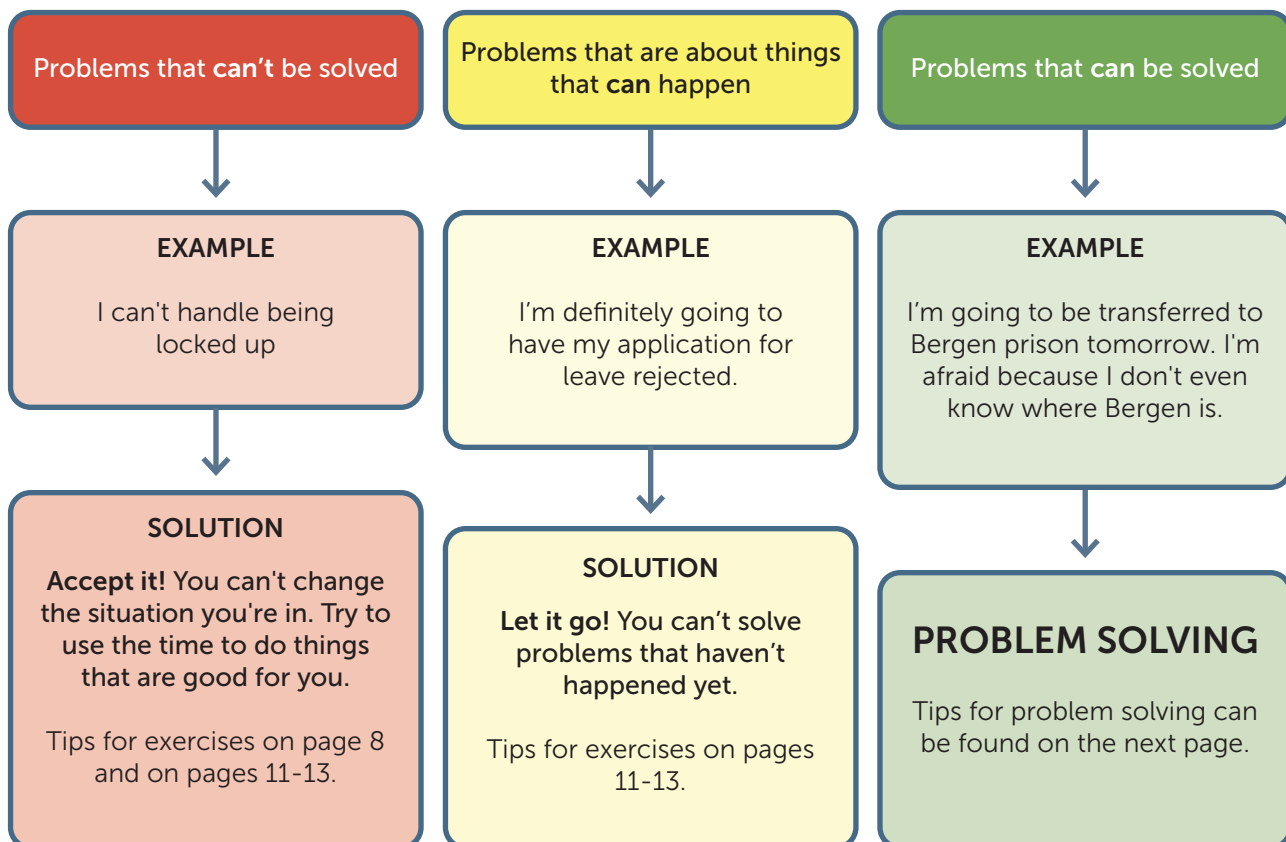 Problems that can't be solved
EXAMPLE
I can't handle being
locked up
SOLUTION
Accept it! You can't change
the situation you're in. Try to
use the time to do things
that are good for you.
Tips for exercises on page 8
and on pages 11-13.
Problems that are about things
that can happen
EXAMPLE
I’m definitely going to
have my application for
leave rejected.
SOLUTION
Let it go! You can’t solve
problems that haven’t
happened yet.
Tips for exercises on pages
11-13.
Problems that can be solved
EXAMPLE
I’m going to be transferred to
Bergen prison tomorrow. I'm
afraid because I don't even
know where Bergen is.
PROBLEM SOLVING
Tips for problem solving can
be found on the next page.